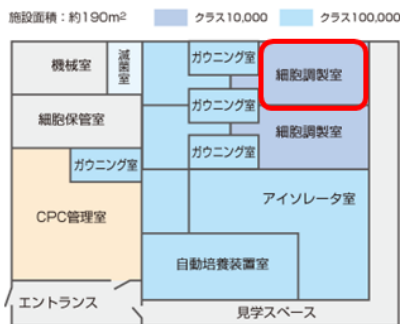 施設面積：約190m²
クラス10,000
クラス100,000
機械室
滅菌室
ガウニング室
細胞調製室
細胞保管室
ガウニング室
細胞調製室
ガウニング室
ガウニング室
CPC管理室
アイソレータ室
自動培養装置室
エントランス
見学スペース